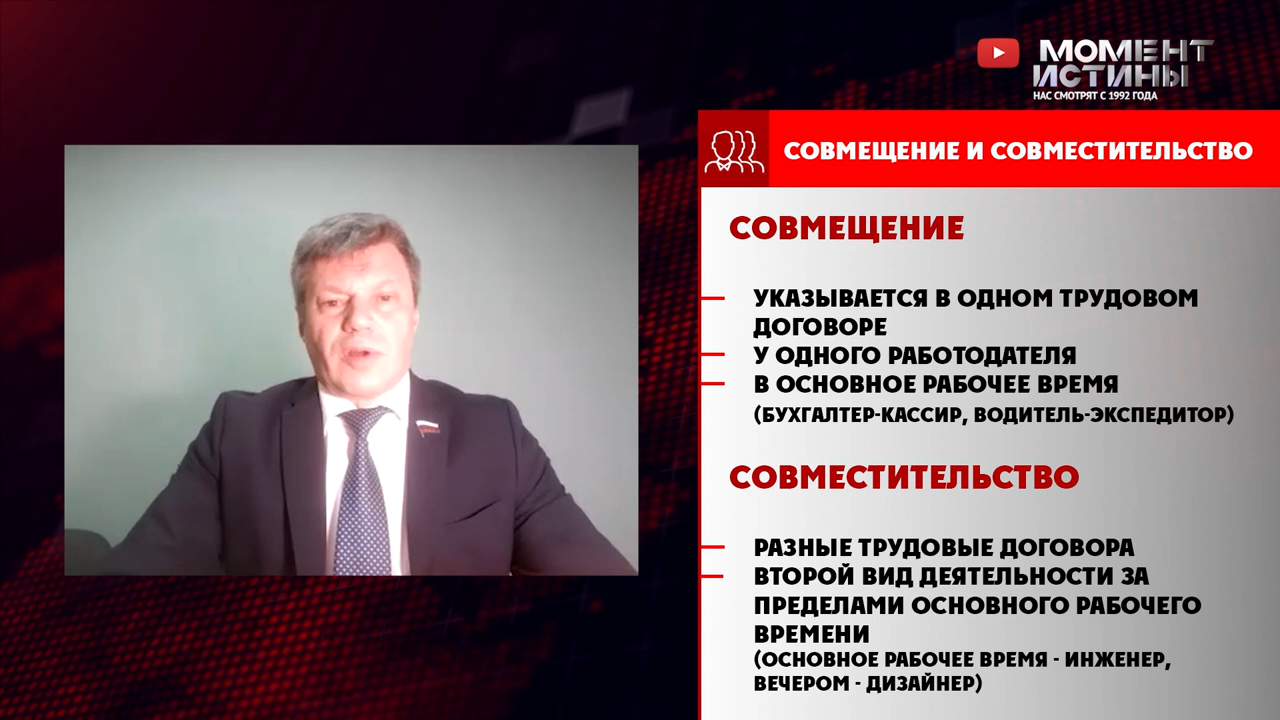 МОМЕНТ
ИСТИНЫ
НАС СМОТРЯТ С 1992 ГОДА
СОВМЕЩЕНИЕ И СОВМЕСТИТЕЛЬСТВО
СОВМЕЩЕНИЕ
УКАЗЫВАЕТСЯ В ОДНОМ ТРУДОВОМ
ДОГОВОРЕ
У ОДНОГО РАБОТОДАТЕЛЯ
В ОСНОВНОЕ РАБОЧЕЕ ВРЕМЯ
(БУХГАЛТЕР-КАССИР, ВОДИТЕЛЬ-ЭКСПЕДИТОР)
СОВМЕСТИТЕЛЬСТВО
РАЗНЫЕ ТРУДОВЫЕ ДОГОВОРА
ВТОРОЙ ВИД ДЕЯТЕЛЬНОСТИ ЗА
ПРЕДЕЛАМИ ОСНОВНОГО РАБОЧЕГО
ВРЕМЕНИ
(ОСНОВНОЕ РАБОЧЕЕ ВРЕМЯ - ИНЖЕНЕР,
ВЕЧЕРОМ - ДИЗАЙНЕР)